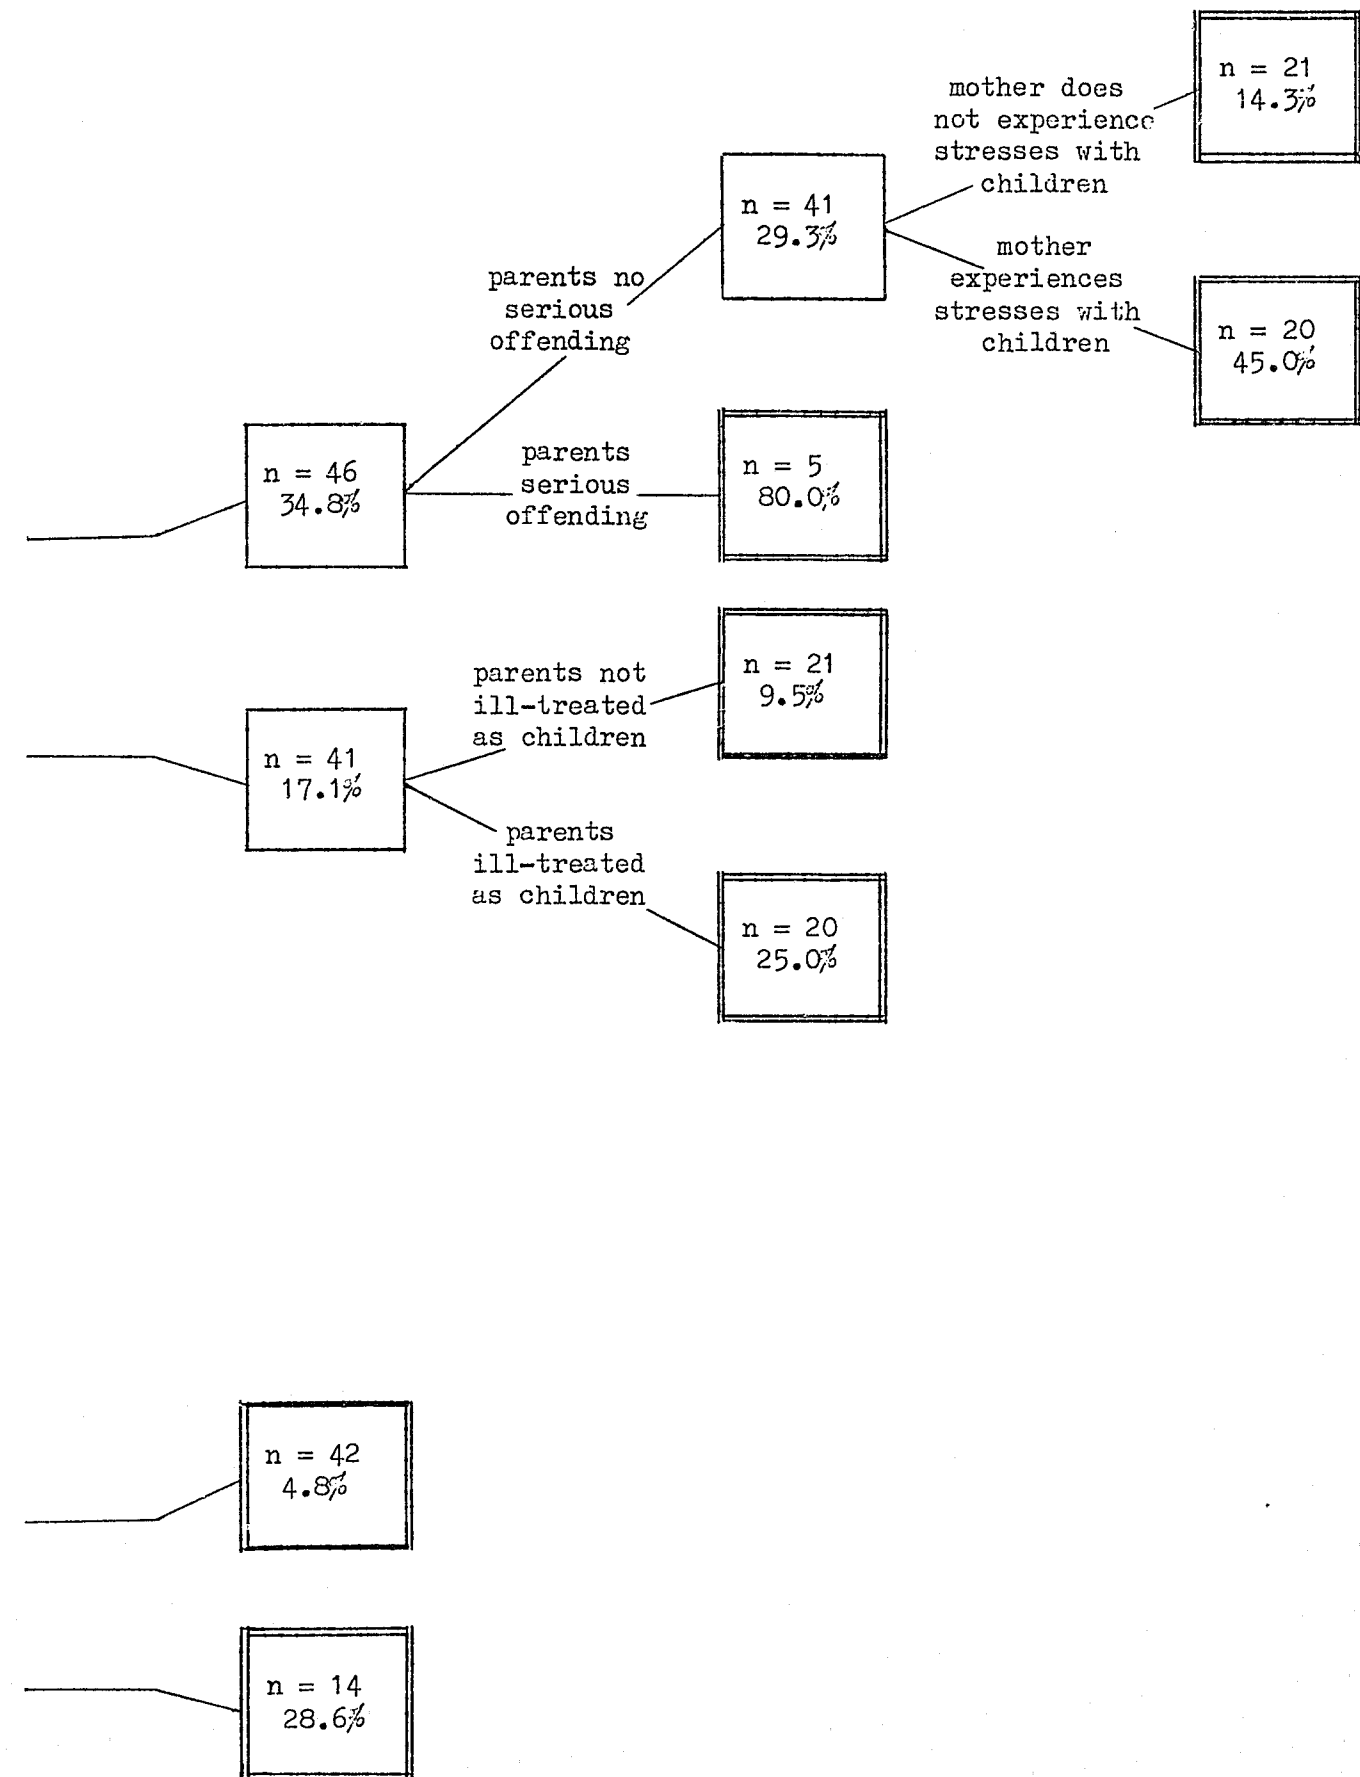 n = 21
14.3%
mother does
not experience
stresses with
children
n = 41
29.3%
mother
experiences
stresses with
children
n = 20
45.0%
parents no
serious
offending
n = 46
34.8%
parents
serious
offending
n = 5
80.0%
parents not
ill-treated
as children
n = 21
9.5%
n = 41
17.1%
parents
ill-treated
as children
n = 20
25.0%
n = 42
4.8%
n = 14
28.6%